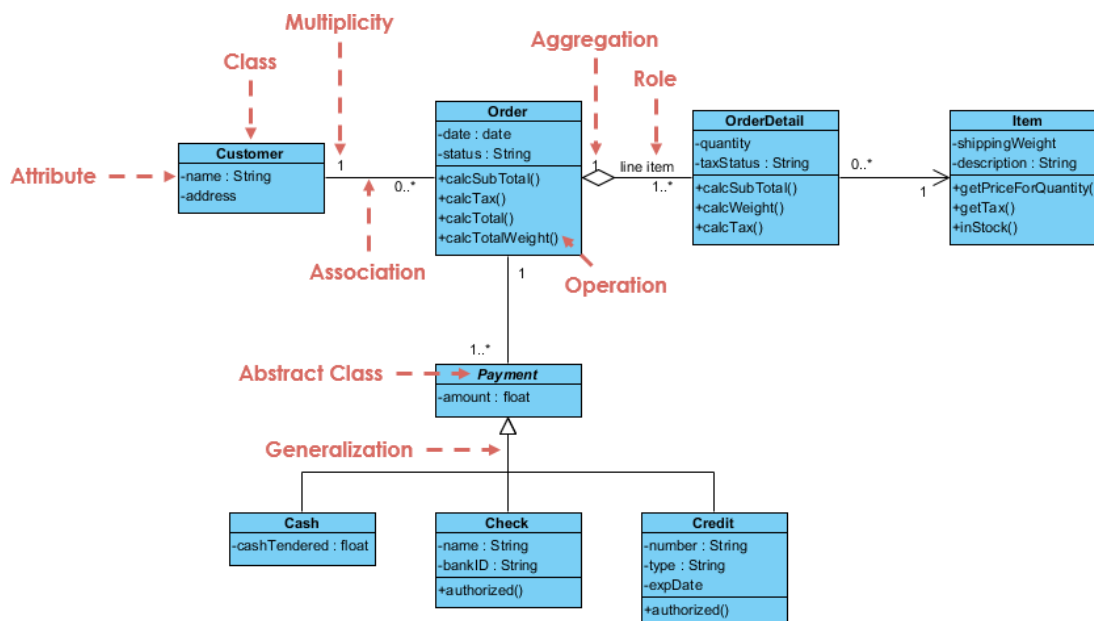 Multiplicity
Aggregation
Class
Role
Attribute
Association
Operation
Abstract Class
Generalization
Customer
-name : String
-address
1
0..*
Order
-date : date
-status : String
+calcSubTotal()
+calcTax()
+calcTotal()
+calcTotalWeight()
1
line item
1..*
OrderDetail
-quantity
-taxStatus : String
+calcSubTotal()
+calcWeight()
+calcTax()
0..*
1
Item
-shippingWeight
-description : String
+getPriceForQuantity(
+getTax()
+inStock()
1
1..*
Payment
-amount : float
Cash
-cashTendered : float
Check
-name : String
-bankID : String
+authorized()
Credit
-number : String
-type : String
-expDate
+authorized()